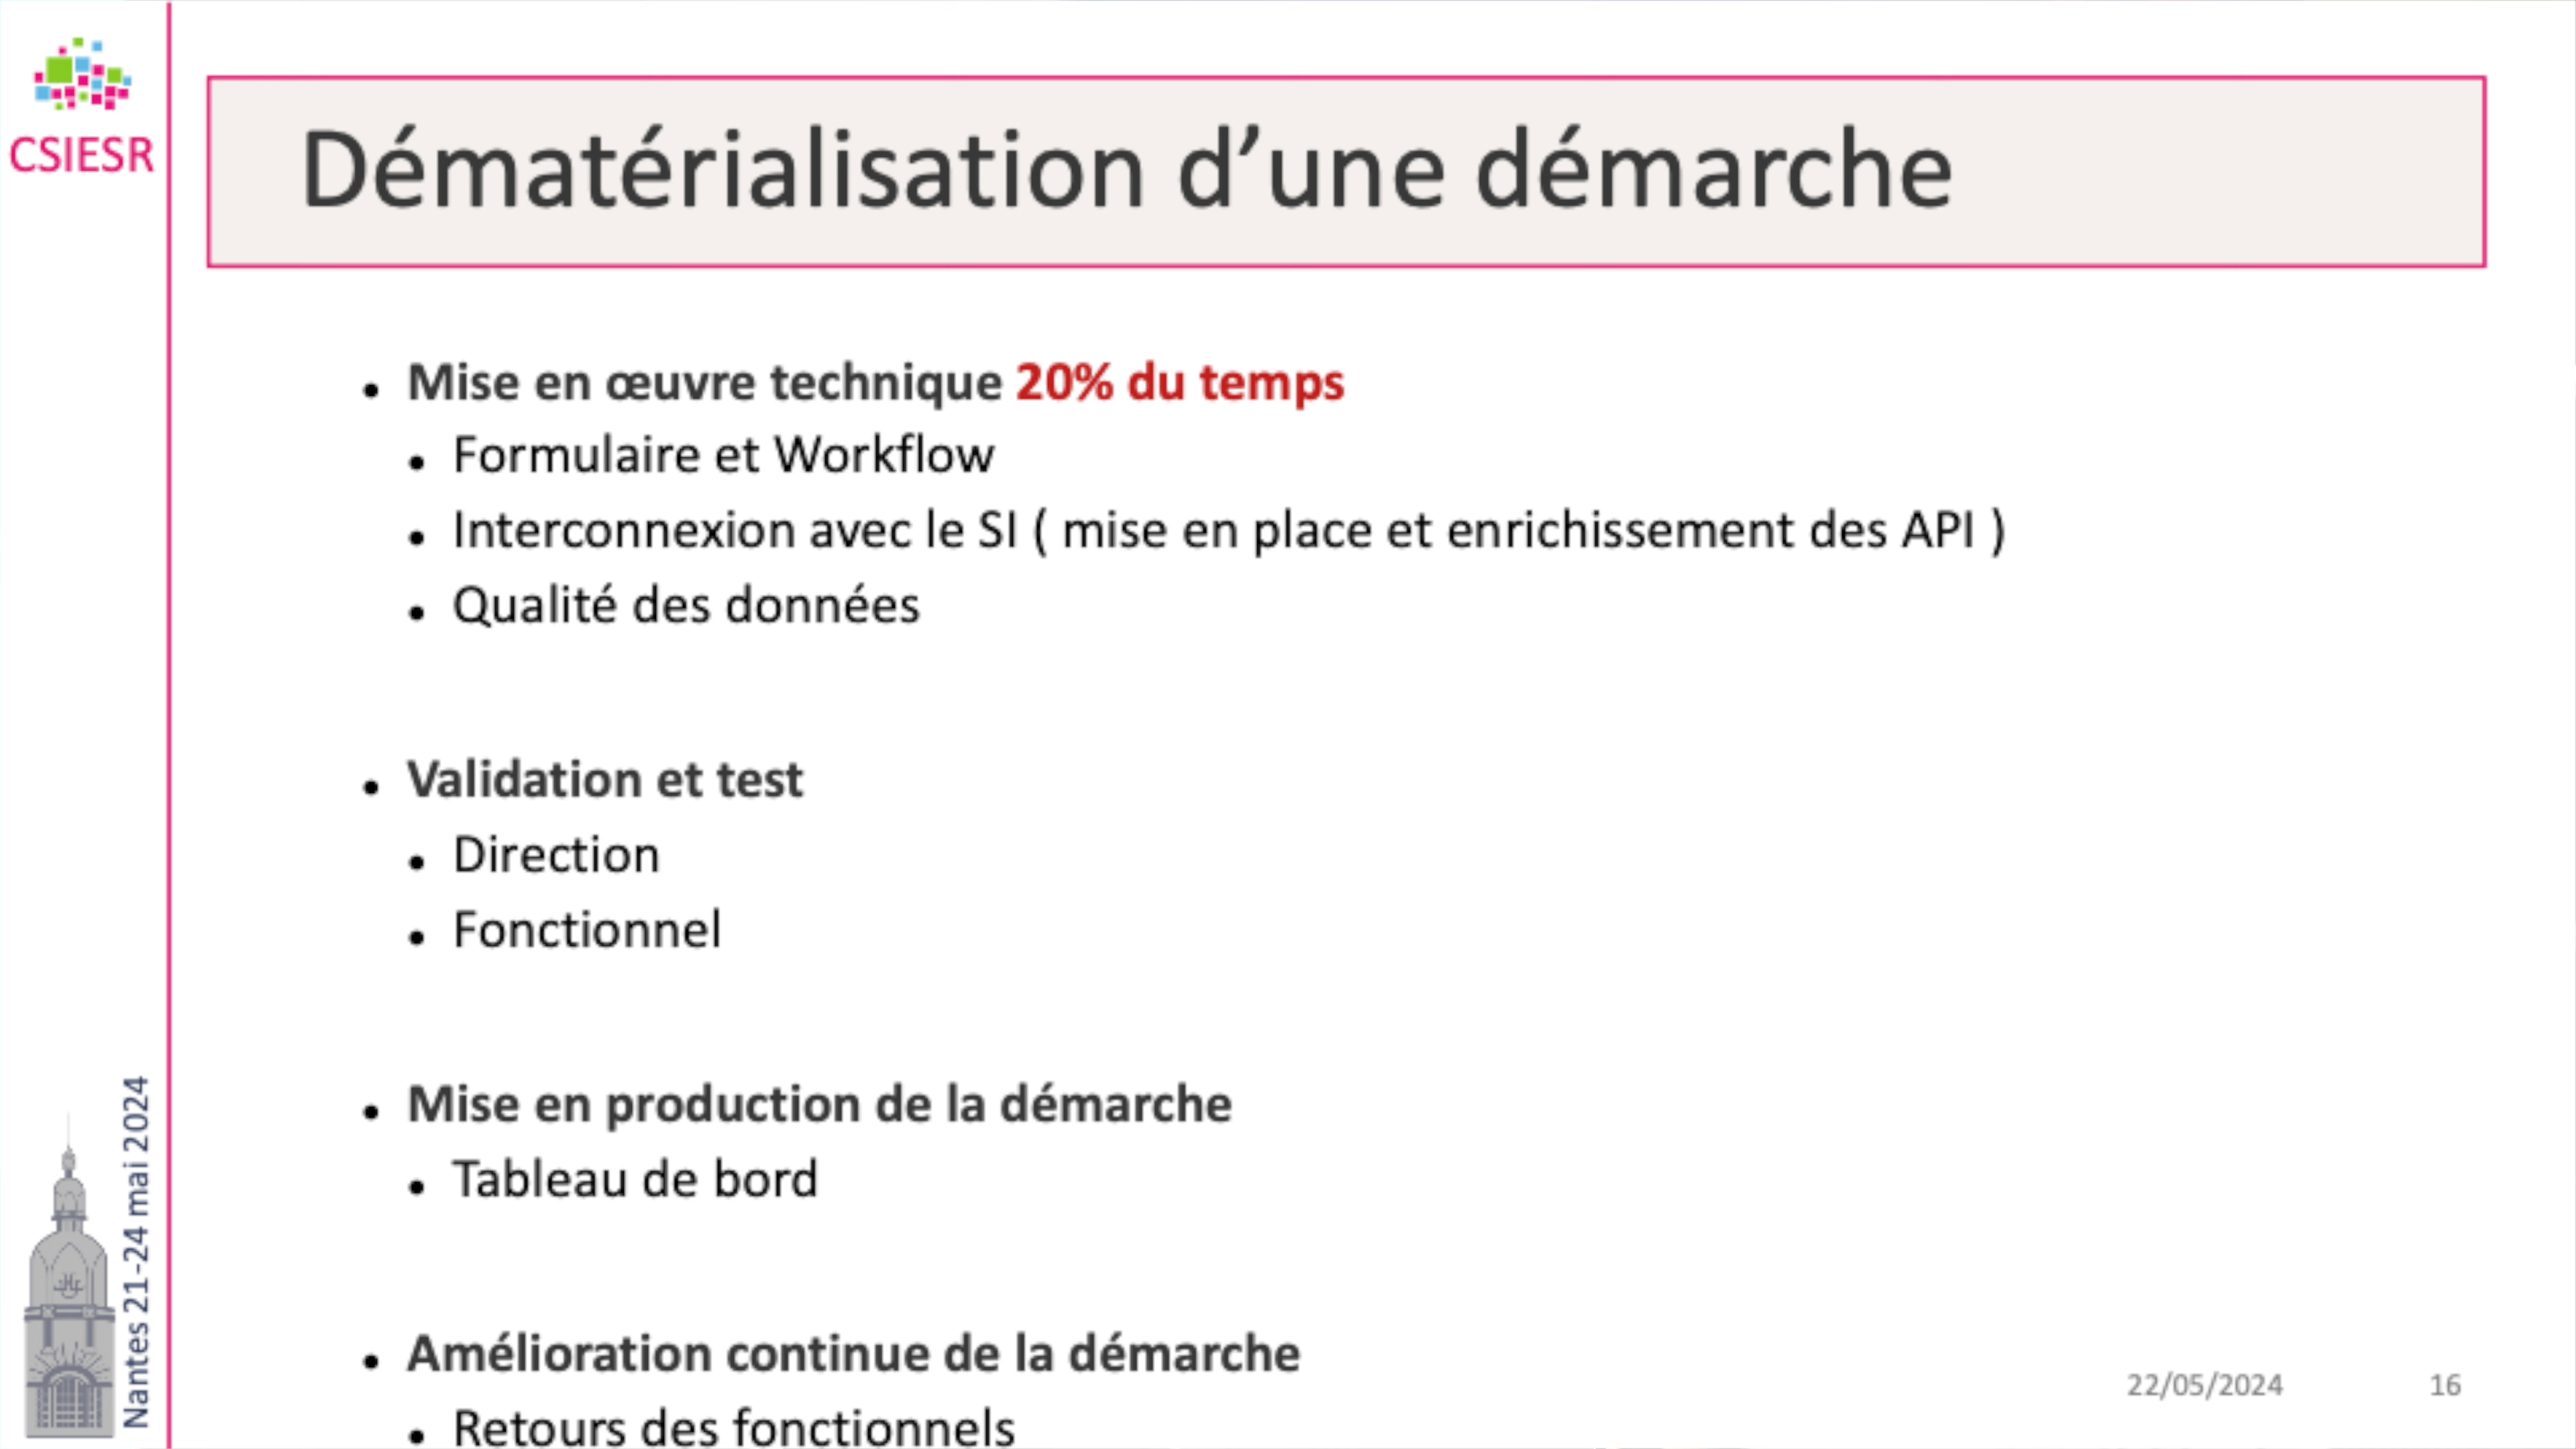 CSIESR
Dématérialisation d’une démarche
• Mise en œuvre technique 20% du temps
• Formulaire et Workflow
• Interconnexion avec le SI ( mise en place et enrichissement des API )
• Qualité des données
• Validation et test
• Direction
• Fonctionnel
• Mise en production de la démarche
• Tableau de bord
• Amélioration continue de la démarche
• Retours des fonctionnels
Nantes 21-24 mai 2024
22/05/2024
16